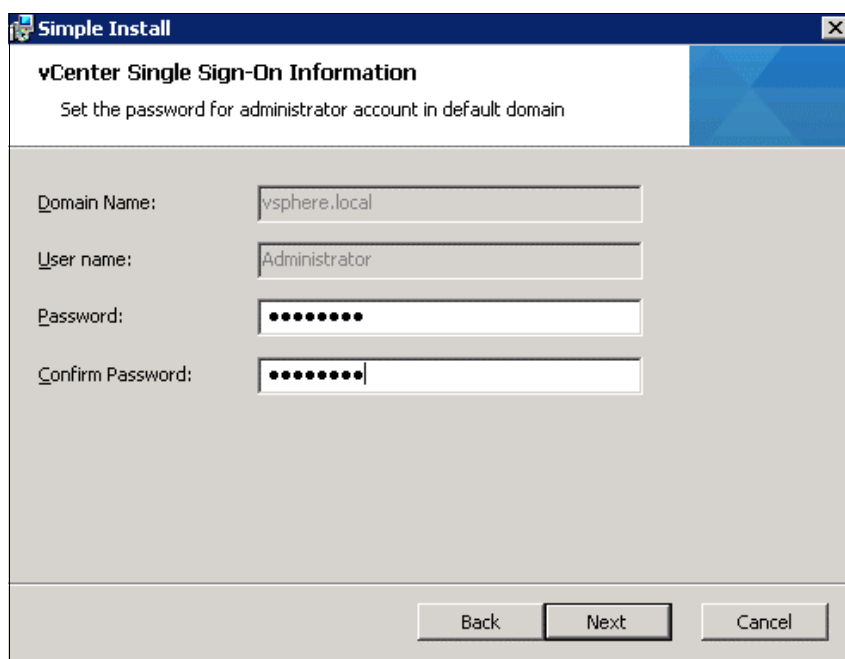 Simple Install
vCenter Single Sign-On Information
Set the password for administrator account in default domain
Domain Name: vsphere.local
User name: Administrator
Password: ●●●●●●●●
Confirm Password: ●●●●●●●●
Back Next Cancel